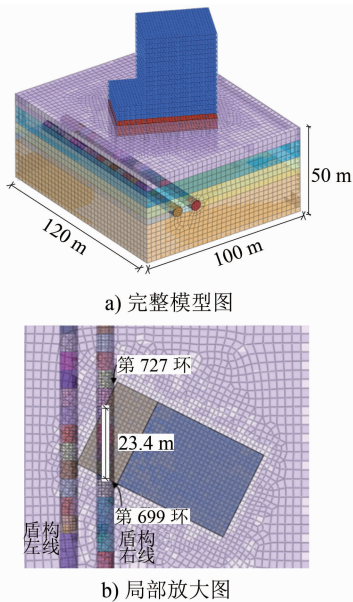 50 m
120 m
100 m
a) 完整模型图
第 727 环
23.4 m
第 699 环
盾构
左线
盾构
右线
b) 局部放大图